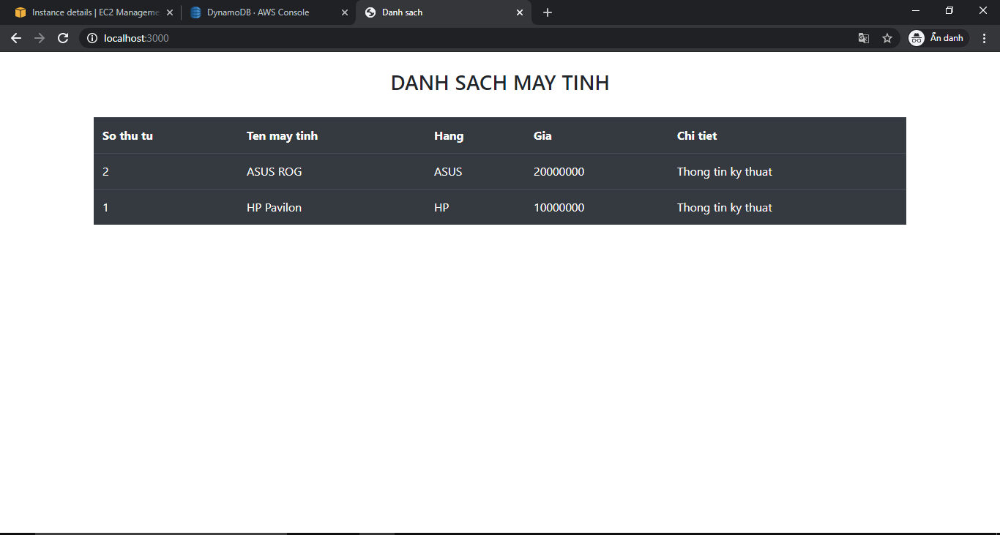 Instance details | EC2 Manageme
DynamoDB · AWS Console
Danh sach
localhost:3000
Ẩn danh
DANH SACH MAY TINH
So thu tu Ten may tinh Hang Gia Chi tiet
2 ASUS ROG ASUS 20000000 Thong tin ky thuat
1 HP Pavilon HP 10000000 Thong tin ky thuat